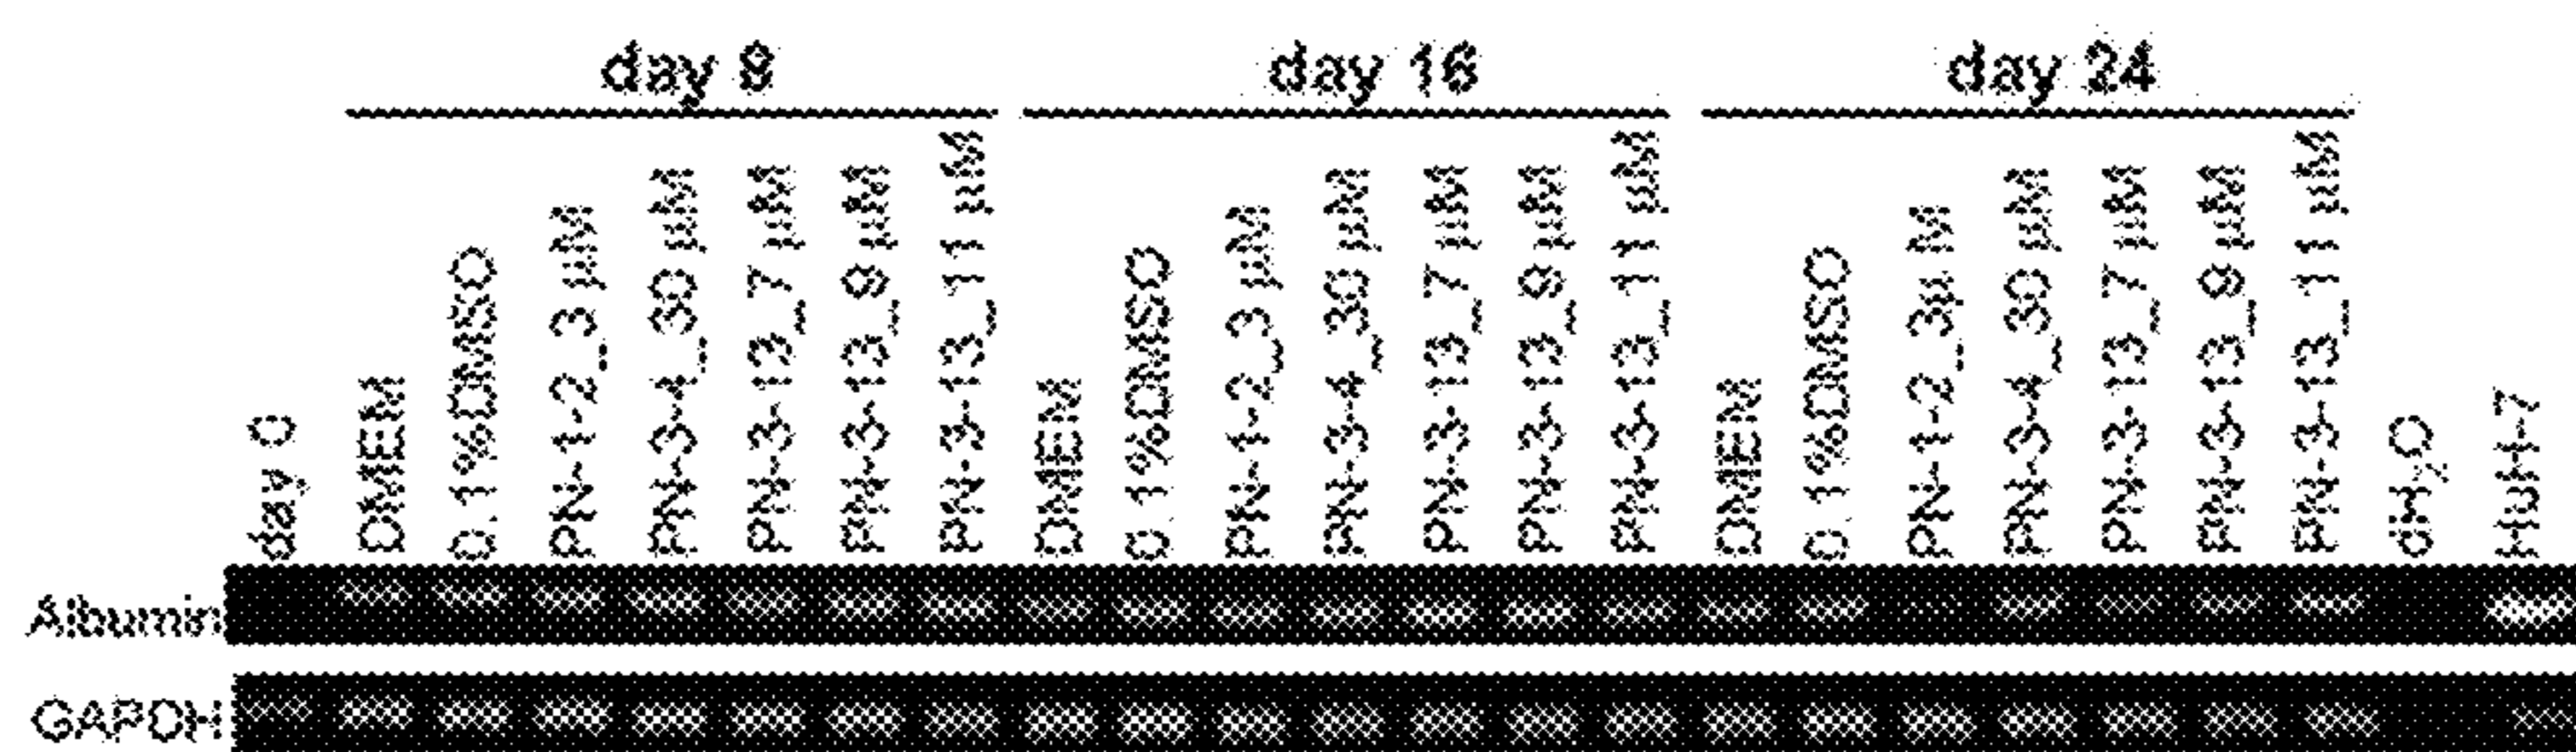 day 8 day 16 day 24
day 0
DMEM
0.1%DMSO
PN-1-2_3 µM
PN-3-4_30 µM
PN-3-13_7 µM
PN-3-13_9 µM
PN-3-13_11 µM
DMEM
0.1%DMSO
PN-1-2_3 µM
PN-3-4_30 µM
PN-3-13_7 µM
PN-3-13_9 µM
PN-3-13_11 µM
DMEM
0.1%DMSO
PN-1-2_3µ M
PN-3-4_30 µM
PN-3-13_7 µM
PN-3-13_9 µM
PN-3-13_11 µM
dH₂O
HuH-7
Albumin
GAPDH